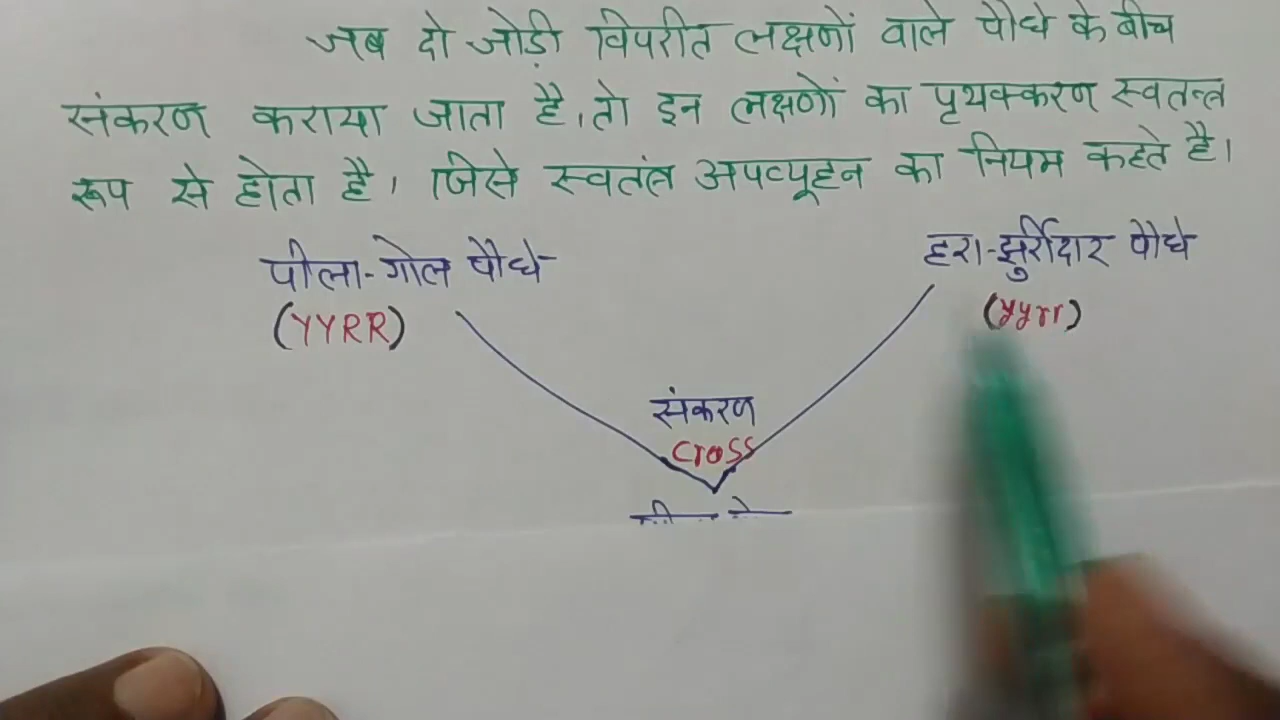 जब दो जोड़ी विपरीत लक्षणों वाले पौधे के बीच
संकरण कराया जाता है, तो इन लक्षणों का पृथक्करण स्वतन्त्र
रूप से होता है। जिसे स्वतंत्र अपव्यूहन का नियम कहते है।
पीला-गोल पौधे
हरा-झुर्रीदार पौधे
(YYRR)
(yyrr)
संकरण
cross